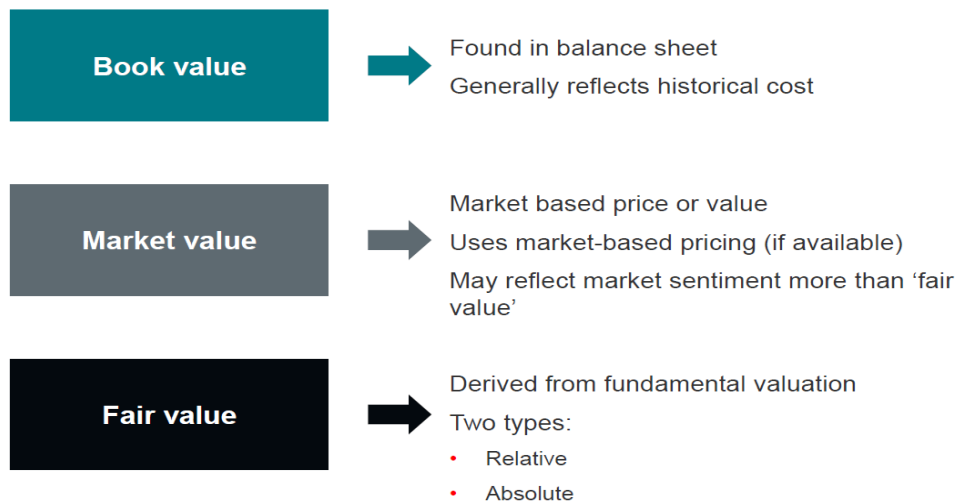 Book value
Found in balance sheet
Generally reflects historical cost
Market value
Market based price or value
Uses market-based pricing (if available)
May reflect market sentiment more than ‘fair
value’
Fair value
Derived from fundamental valuation
Two types:
• Relative
• Absolute